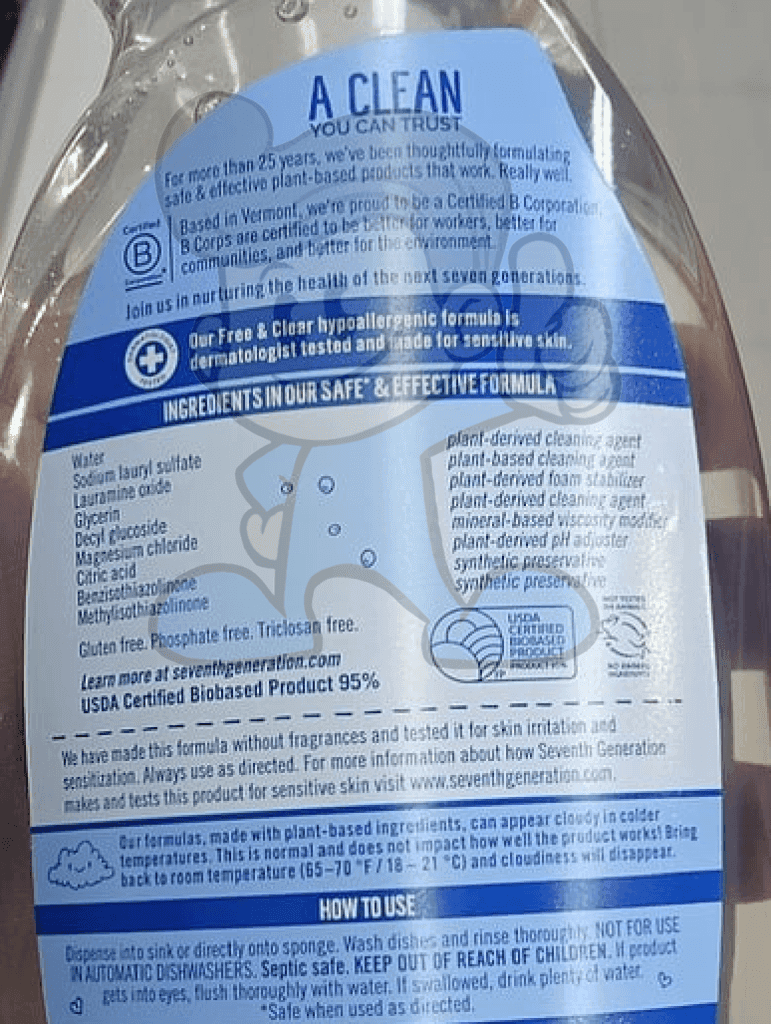 A CLEAN
YOU CAN TRUST
For more than 25 years, we've been thoughtfully formulating
safe & effective plant-based products that work. Really well.
Certified
B
Corporation
Based in Vermont, we're proud to be a Certified B Corporation.
B Corps are certified to be better for workers, better for
communities, and better for the environment.
Join us in nurturing the health of the next seven generations.
DERMATOLOGIST
TESTED
Our Free & Clear hypoallergenic formula is
dermatologist tested and made for sensitive skin.
INGREDIENTS IN OUR SAFE* & EFFECTIVE FORMULA
Water
Sodium lauryl sulfate
Lauramine oxide
Glycerin
Decyl glucoside
Magnesium chloride
Citric acid
Benzisothiazolinone
Methylisothiazolinone
plant-derived cleaning agent
plant-based cleaning agent
plant-derived foam stabilizer
plant-derived cleaning agent
mineral-based viscosity modifier
plant-derived pH adjuster
synthetic preservative
synthetic preservative
Gluten free. Phosphate free. Triclosan free.
Learn more at seventhgeneration.com
USDA Certified Biobased Product 95%
USDA
CERTIFIED
BIOBASED
PRODUCT
PRODUCT 95%
FP
NOT TESTED
ON ANIMALS
NO ANIMAL
INGREDIENTS
We have made this formula without fragrances and tested it for skin irritation and
sensitization. Always use as directed. For more information about how Seventh Generation
makes and tests this product for sensitive skin visit www.seventhgeneration.com.
Our formulas, made with plant-based ingredients, can appear cloudy in colder
temperatures. This is normal and does not impact how well the product works! Bring
back to room temperature (65-70 °F / 18 - 21 °C) and cloudiness will disappear.
HOW TO USE
Dispense into sink or directly onto sponge. Wash dishes and rinse thoroughly. NOT FOR USE
IN AUTOMATIC DISHWASHERS. Septic safe. KEEP OUT OF REACH OF CHILDREN. If product
gets into eyes, flush thoroughly with water. If swallowed, drink plenty of water.
*Safe when used as directed.